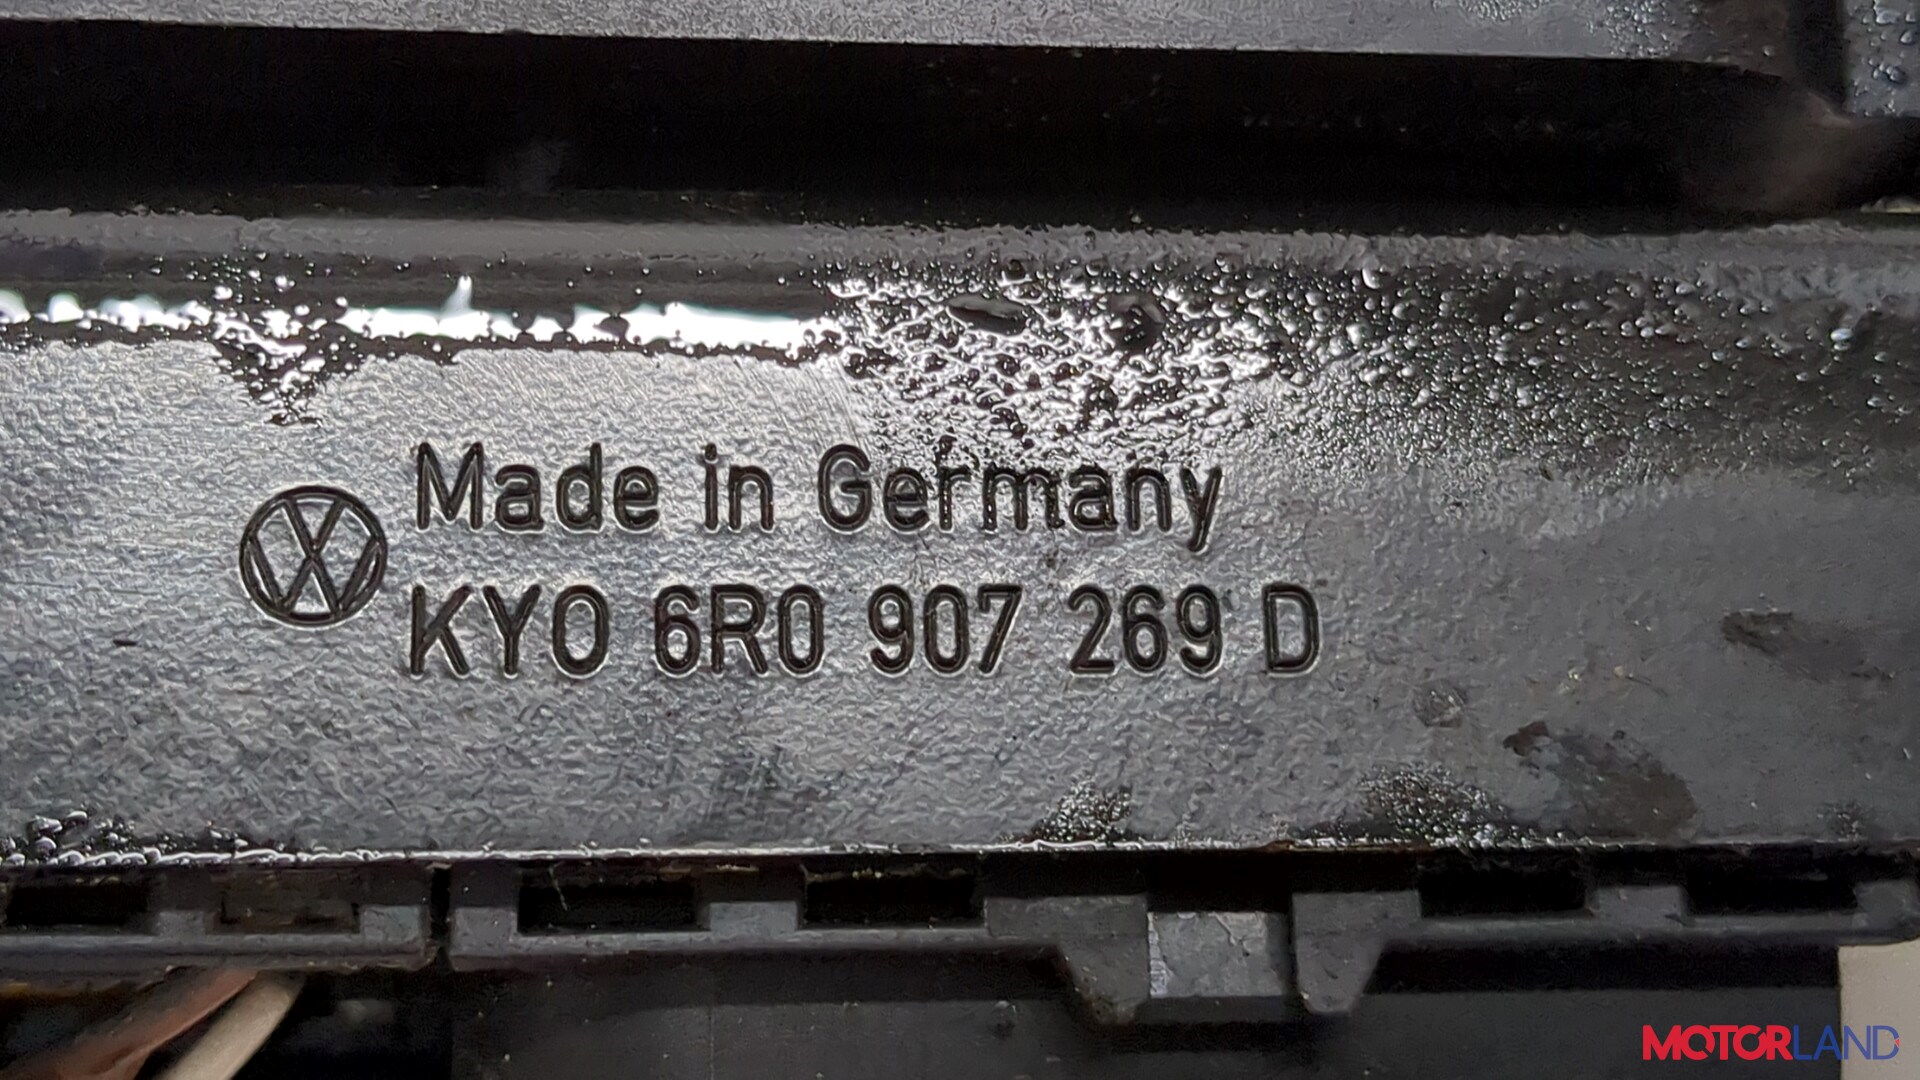 Made in Germany
KYO 6R0 907 269 D
MOTORLAND